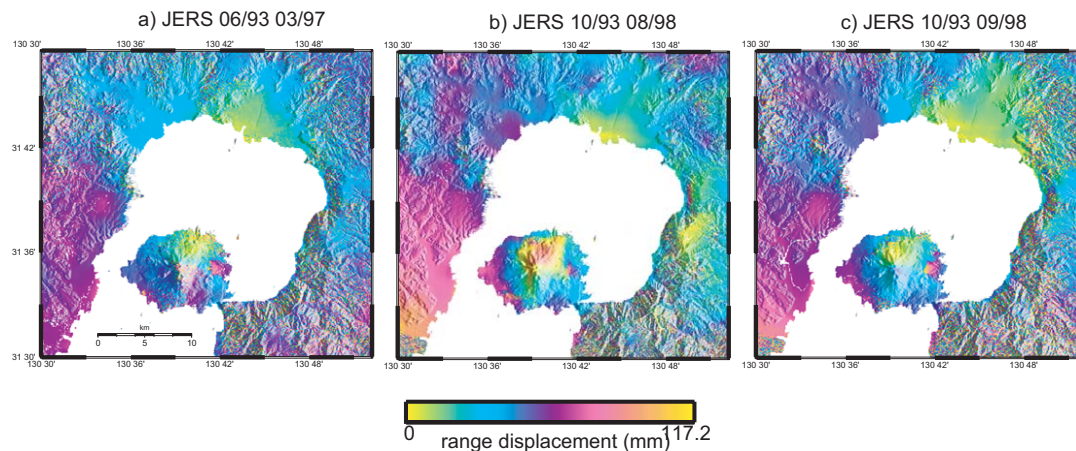 a) JERS 06/93 03/97
b) JERS 10/93 08/98
c) JERS 10/93 09/98
130 30' 130 36' 130 42' 130 48'
130 30' 130 36' 130 42' 130 48'
130 30' 130 36' 130 42' 130 48'
31 42'
31 36'
31 30'
km
0 5 10
130 30' 130 36' 130 42' 130 48'
130 30' 130 36' 130 42' 130 48'
130 30' 130 36' 130 42' 130 48'
0 117.2
range displacement (mm)